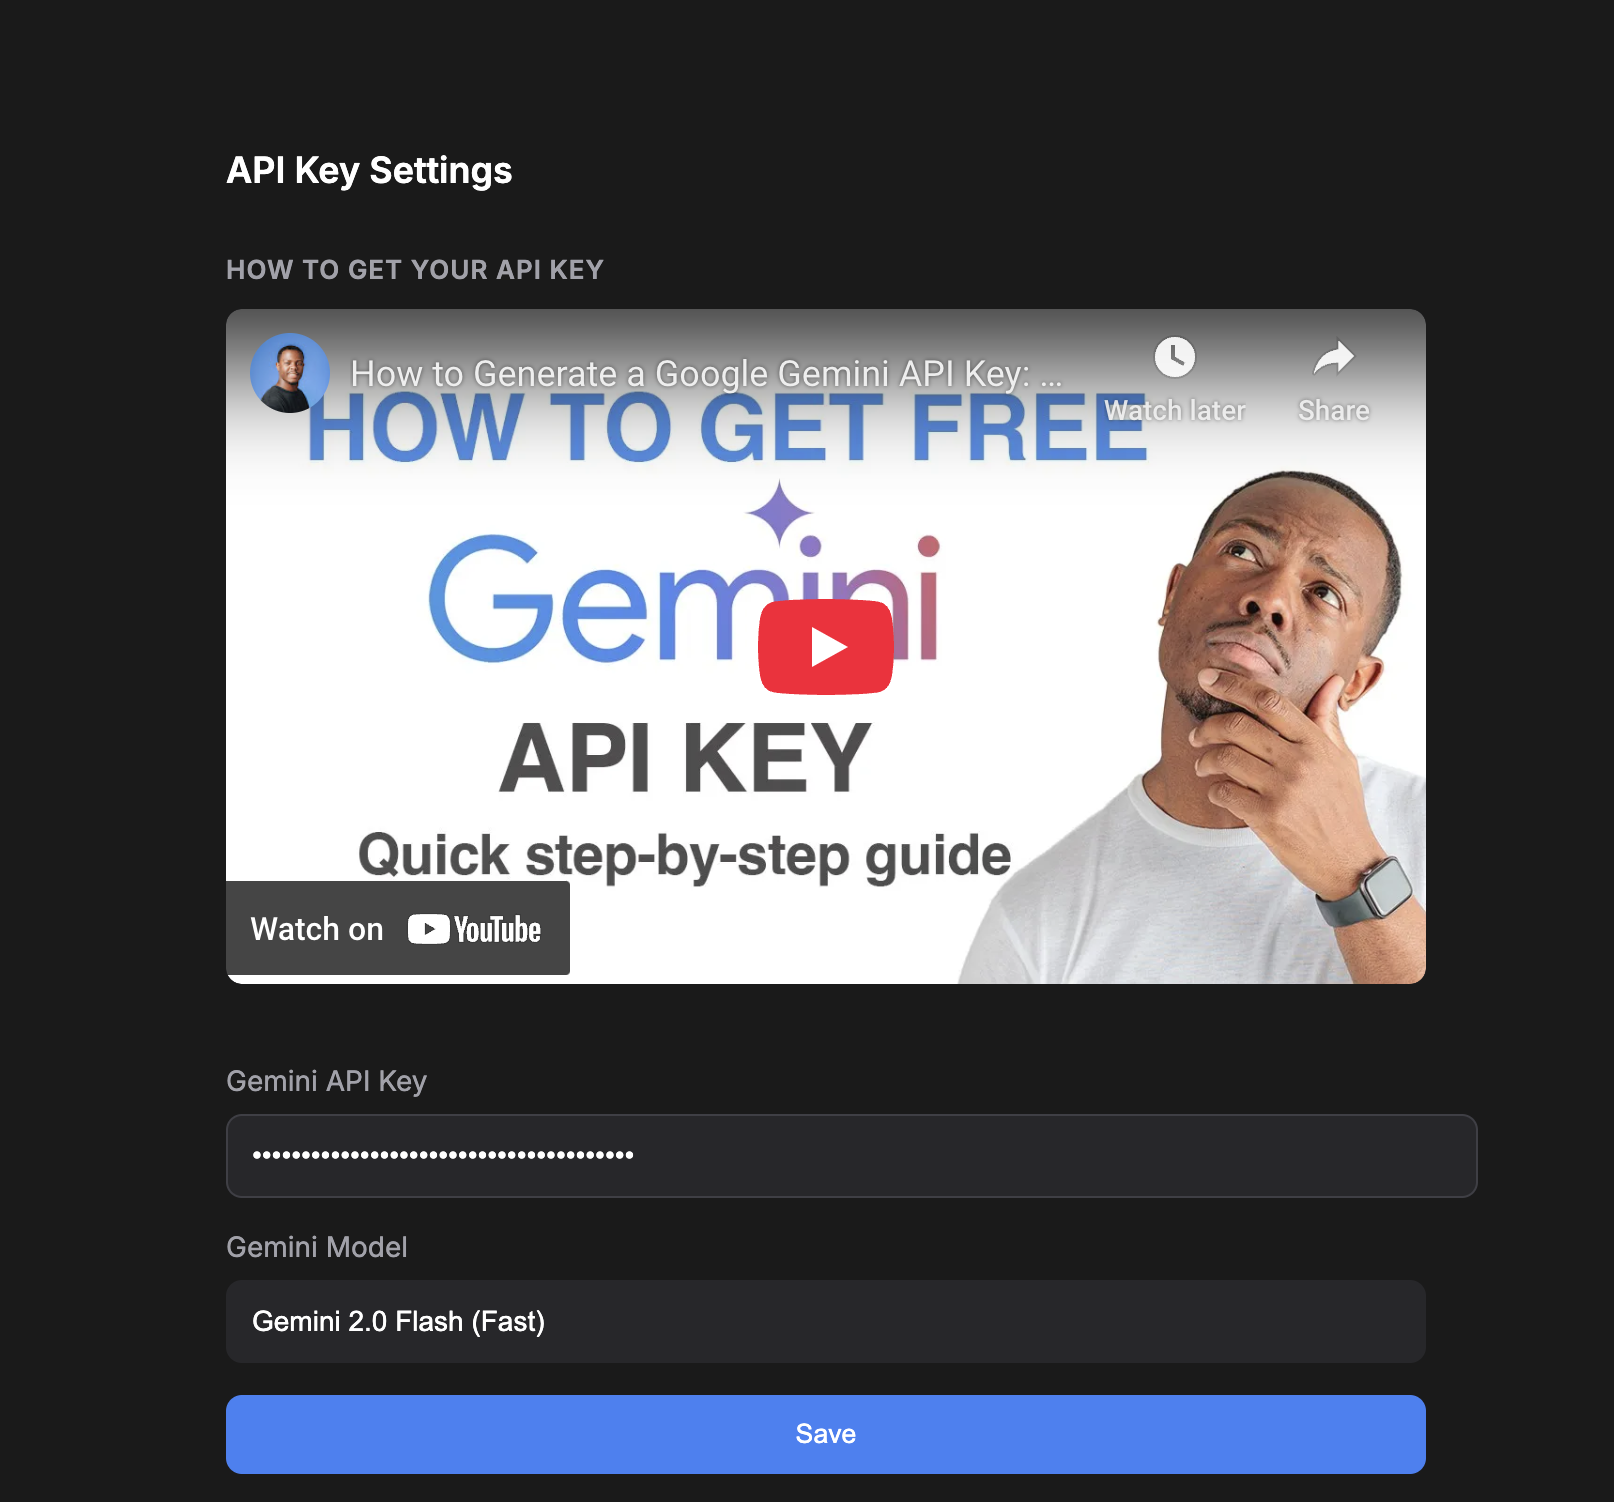 API Key Settings
HOW TO GET YOUR API KEY
How to Generate a Google Gemini API Key: ...
Watch later
Share
HOW TO GET FREE
Gemini
API KEY
Quick step-by-step guide
Watch on YouTube
Gemini API Key
•••••••••••••••••••••••••••••••••••••••
Gemini Model
Gemini 2.0 Flash (Fast)
Save